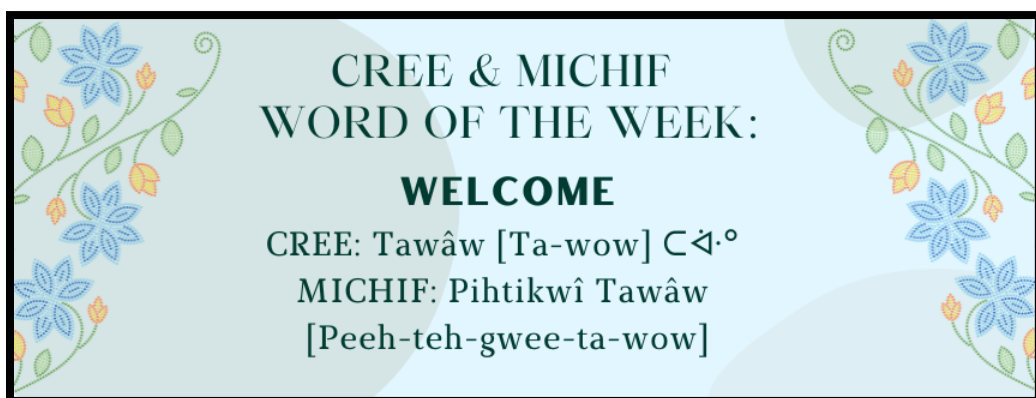 CREE & MICHIF
WORD OF THE WEEK:
WELCOME
CREE: Tawâw [Ta-wow] ᑕᐚᐤ
MICHIF: Pihtikwî Tawâw
[Peeh-teh-gwee-ta-wow]